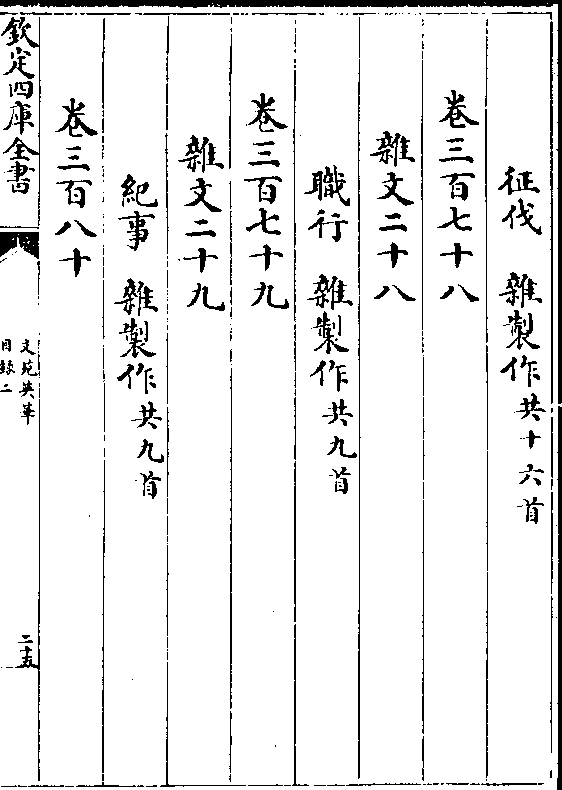 征伐 雜製作共十六首
卷三百七十八
雜文二十八
職行 雜製作共九首
卷三百七十九
雜文二十九
紀事 雜製作共九首
卷三百八十
欽定四庫全書
文苑英華
目錄二
二十五